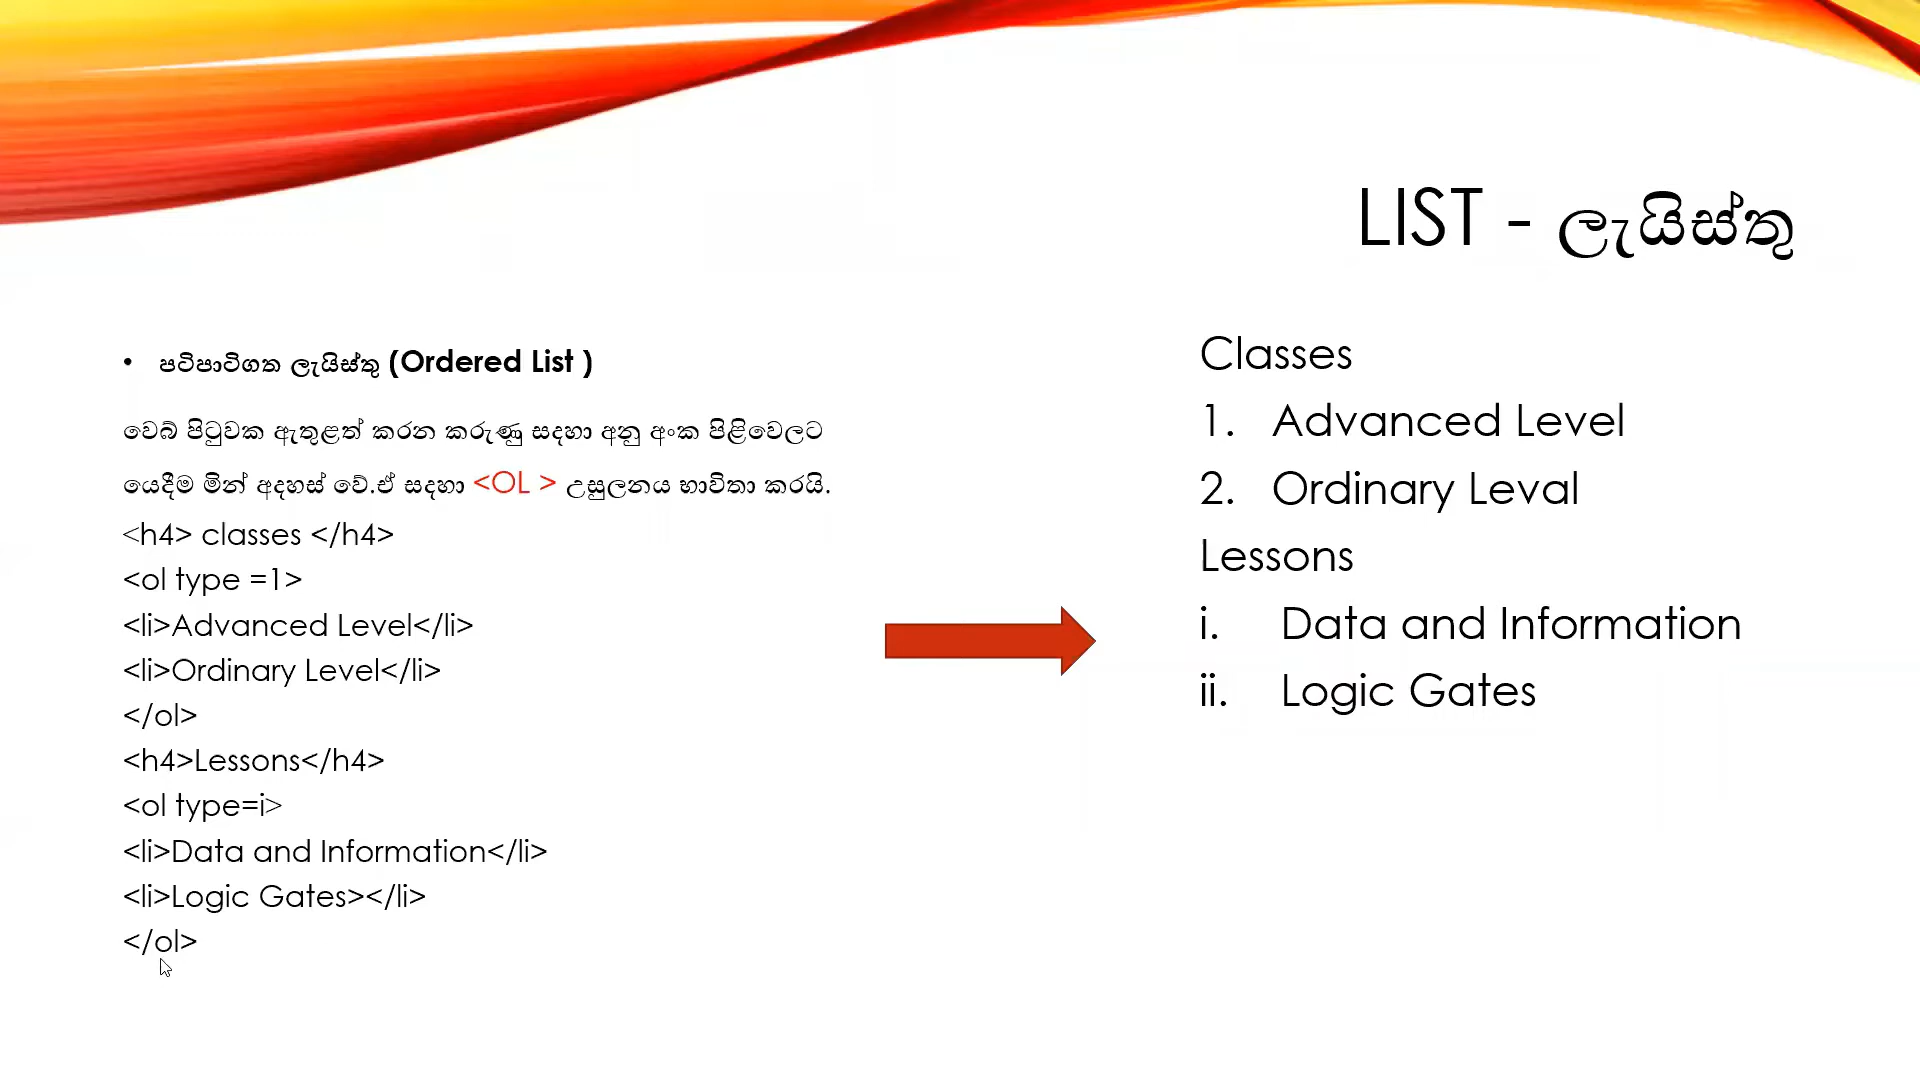 LIST - ලැයිස්තු
• පටිපාටිගත ලැයිස්තු (Ordered List )
වෙබ් පිටුවක ඇතුළත් කරන කරුණු සදහා අනු අංක පිළිවෙලට
යෙදීම මින් අදහස් වේ.ඒ සදහා <OL > උසුලනය භාවිතා කරයි.
<h4> classes </h4>
<ol type =1>
<li>Advanced Level</li>
<li>Ordinary Level</li>
</ol>
<h4>Lessons</h4>
<ol type=i>
<li>Data and Information</li>
<li>Logic Gates></li>
</ol>
Classes
1. Advanced Level
2. Ordinary Leval
Lessons
i. Data and Information
ii. Logic Gates